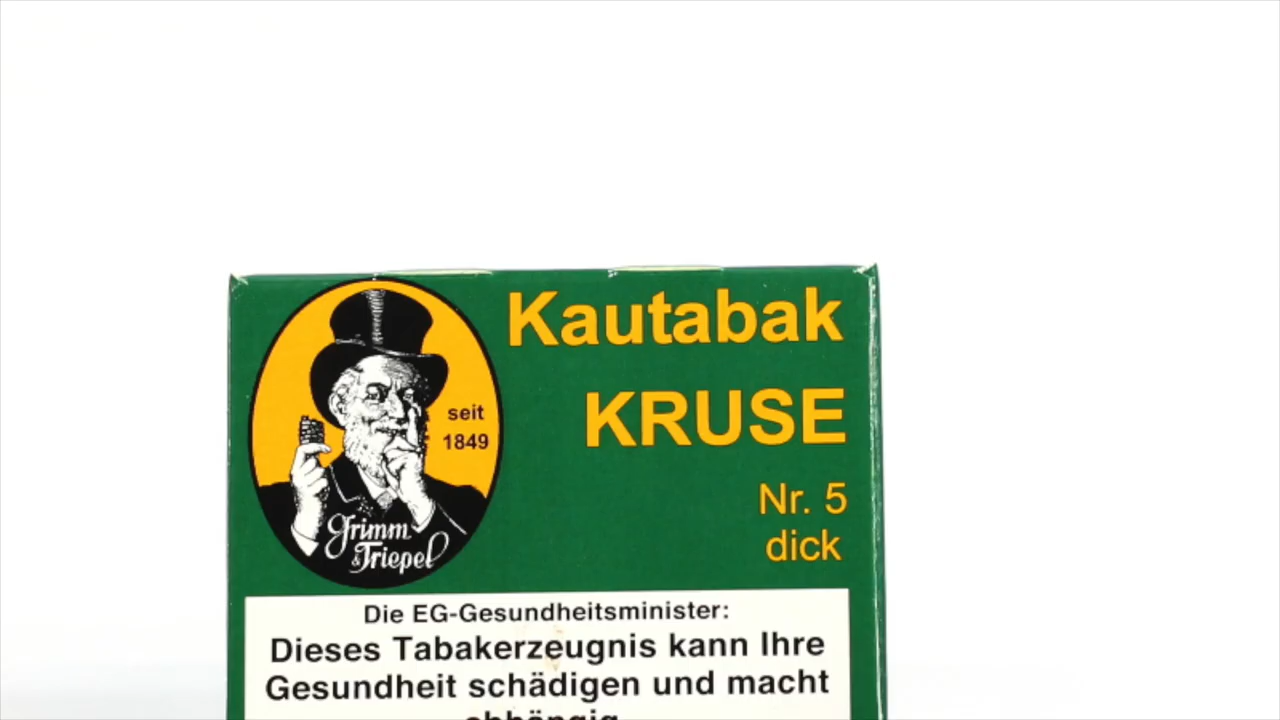 Kautabak
KRUSE
seit
1849
Nr. 5
dick
Grimm
& Triepel
Die EG-Gesundheitsminister:
Dieses Tabakerzeugnis kann Ihre
Gesundheit schädigen und macht
abhängig